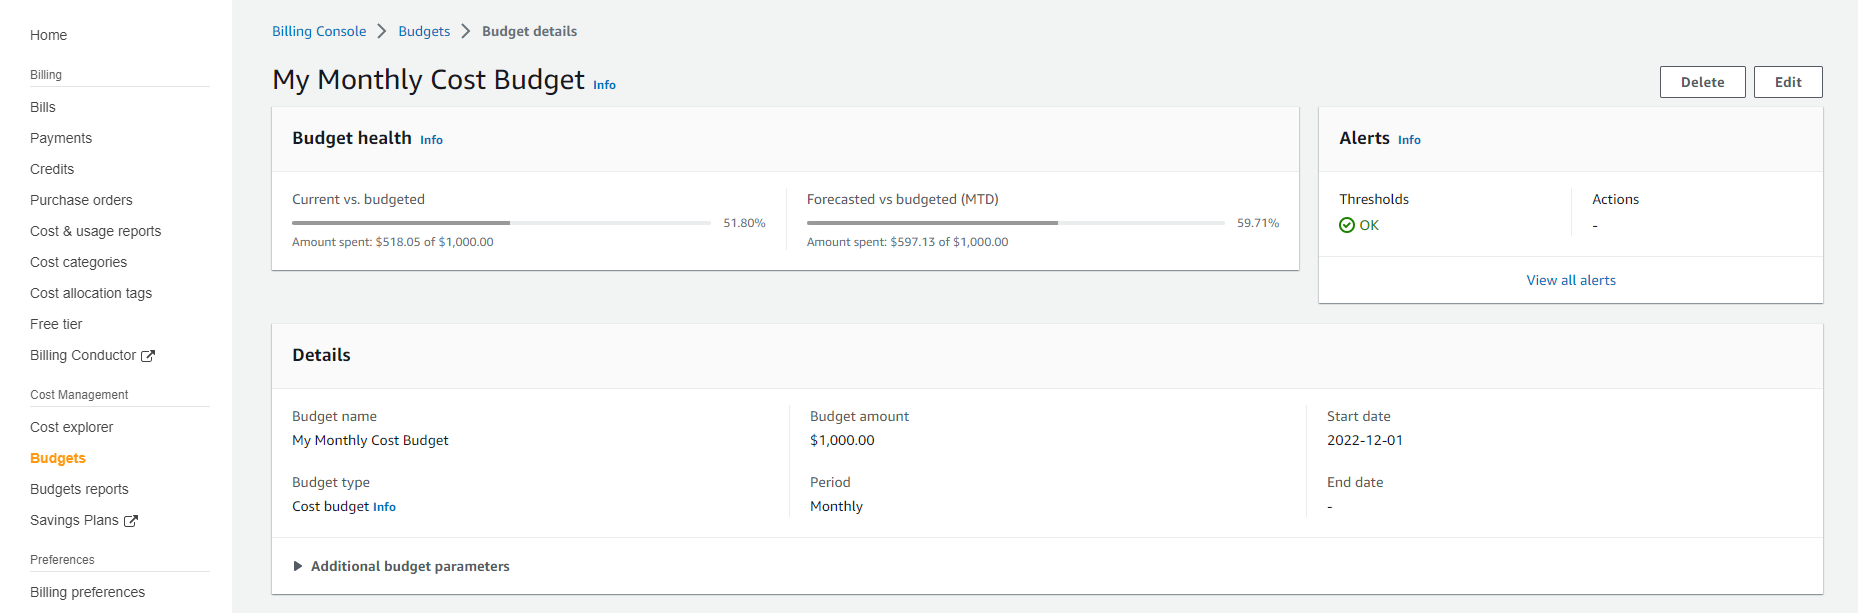 Home
Billing
Bills
Payments
Credits
Purchase orders
Cost & usage reports
Cost categories
Cost allocation tags
Free tier
Billing Conductor
Cost Management
Cost explorer
Budgets
Budgets reports
Savings Plans
Preferences
Billing preferences
Billing Console > Budgets > Budget details
My Monthly Cost Budget Info
Delete Edit
Budget health Info
Current vs. budgeted
51.80%
Amount spent: $518.05 of $1,000.00
Forecasted vs budgeted (MTD)
59.71%
Amount spent: $597.13 of $1,000.00
Alerts Info
Thresholds
OK
Actions
-
View all alerts
Details
Budget name
My Monthly Cost Budget
Budget type
Cost budget Info
Budget amount
$1,000.00
Period
Monthly
Start date
2022-12-01
End date
-
Additional budget parameters